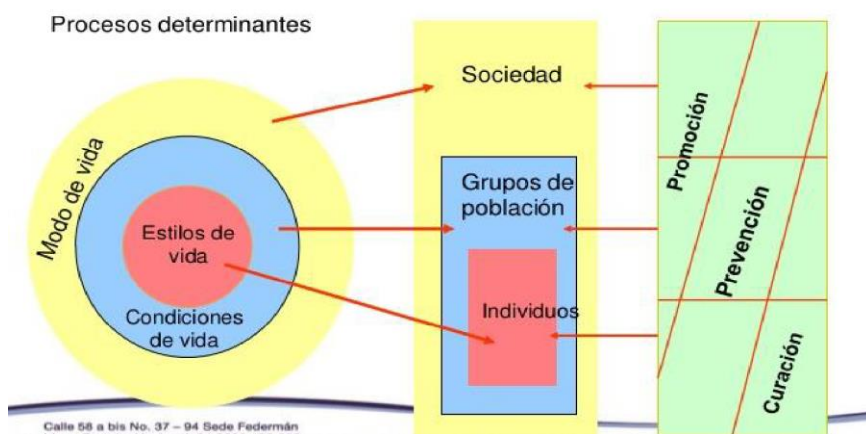 Procesos determinantes
Modo de vida
Estilos de
vida
Condiciones
de vida
Sociedad
Grupos de
población
Individuos
Promoción
Prevención
Curación
Calle 58 a bis No. 37 – 94 Sede Federmán